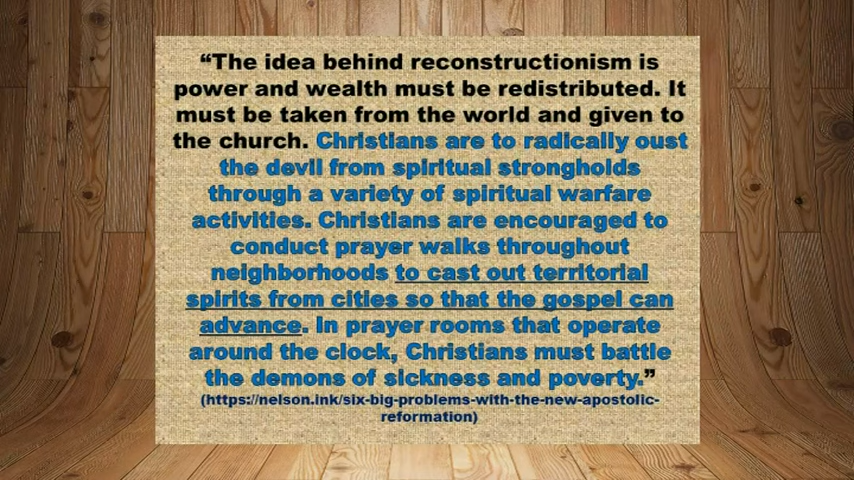 “The idea behind reconstructionism is
power and wealth must be redistributed. It
must be taken from the world and given to
the church. Christians are to radically oust
the devil from spiritual strongholds
through a variety of spiritual warfare
activities. Christians are encouraged to
conduct prayer walks throughout
neighborhoods to cast out territorial
spirits from cities so that the gospel can
advance. In prayer rooms that operate
around the clock, Christians must battle
the demons of sickness and poverty.”
(https://nelson.ink/six-big-problems-with-the-new-apostolic-
reformation)